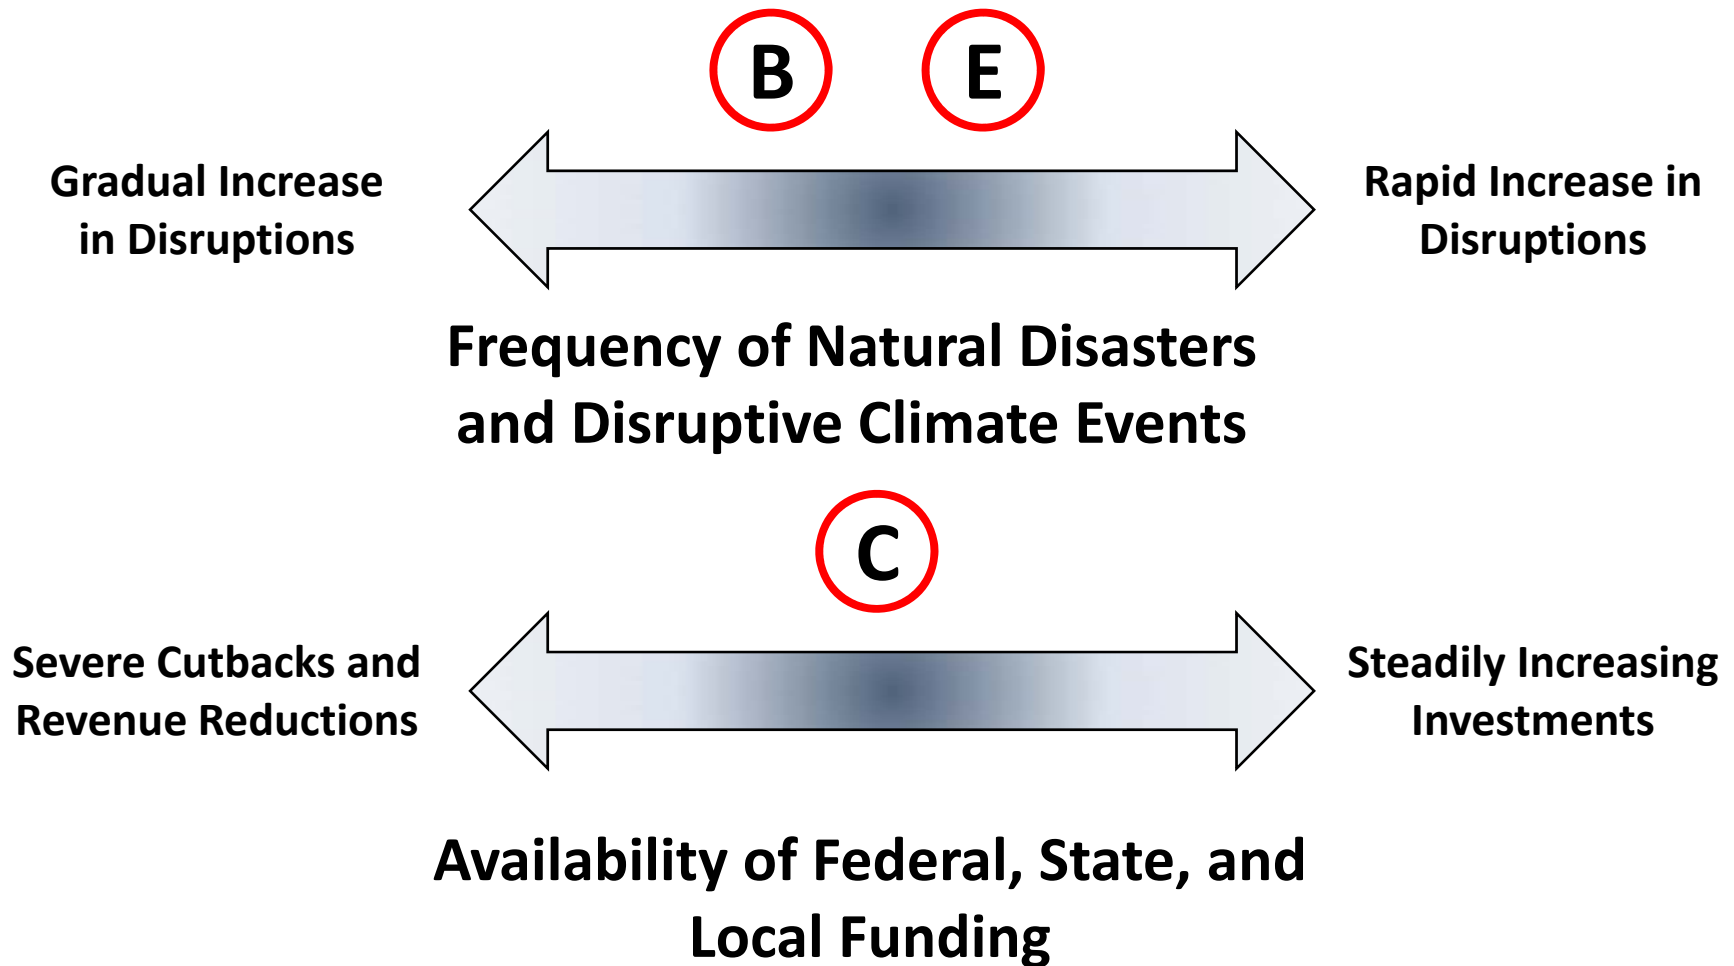 B E
Gradual Increase
in Disruptions
Rapid Increase in
Disruptions
Frequency of Natural Disasters
and Disruptive Climate Events
C
Severe Cutbacks and
Revenue Reductions
Steadily Increasing
Investments
Availability of Federal, State, and
Local Funding